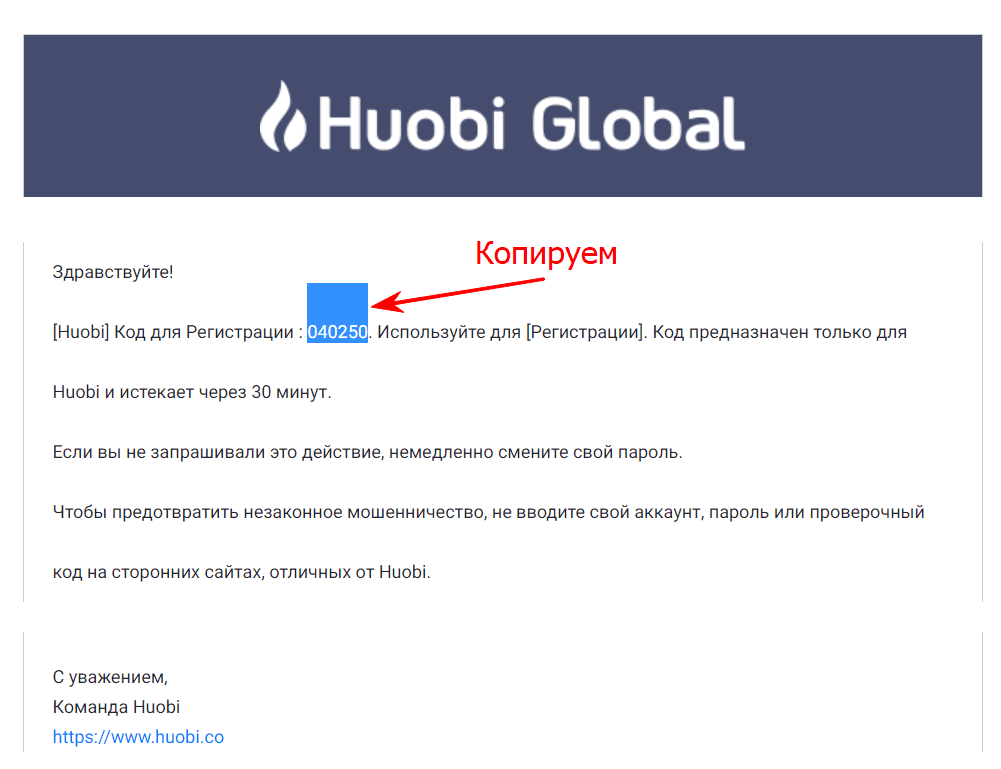 Huobi Global
Копируем
Здравствуйте!
[Huobi] Код для Регистрации : 040250. Используйте для [Регистрации]. Код предназначен только для
Huobi и истекает через 30 минут.
Если вы не запрашивали это действие, немедленно смените свой пароль.
Чтобы предотвратить незаконное мошенничество, не вводите свой аккаунт, пароль или проверочный
код на сторонних сайтах, отличных от Huobi.
С уважением,
Команда Huobi
https://www.huobi.co